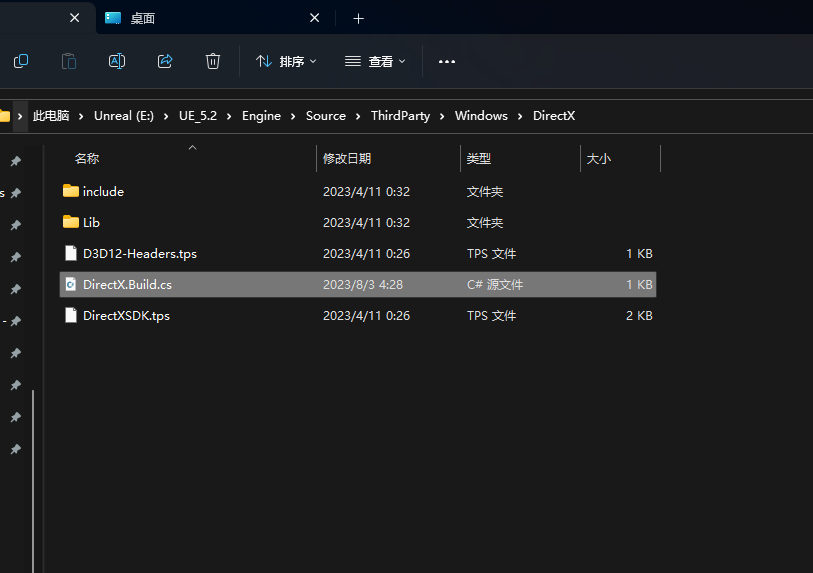 桌面
排序 查看
此电脑 Unreal (E:) UE_5.2 Engine Source ThirdParty Windows DirectX
名称 修改日期 类型 大小
s
include 2023/4/11 0:32 文件夹
Lib 2023/4/11 0:32 文件夹
D3D12-Headers.tps 2023/4/11 0:26 TPS 文件 1 KB
DirectX.Build.cs 2023/8/3 4:28 C# 源文件 1 KB
-
DirectXSDK.tps 2023/4/11 0:26 TPS 文件 2 KB